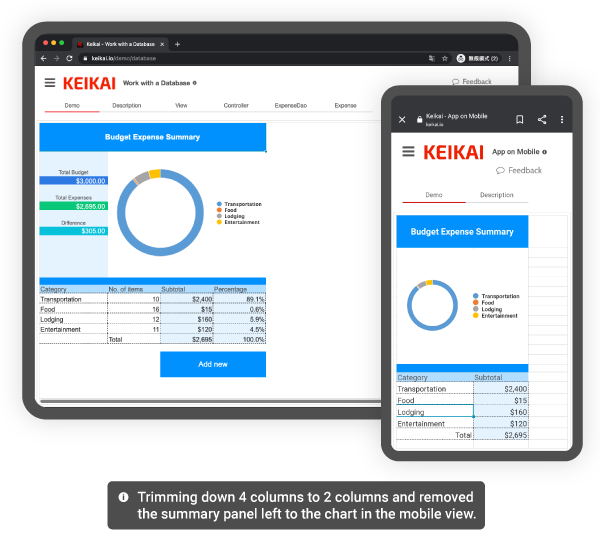 Keikai - Work with a Database
keikai.io/demo/database
無痕模式 (2)
KEIKAI
Work with a Database
Feedback
Demo
Description
View
Controller
ExpenseDao
Expense
Budget Expense Summary
Total Budget
$3,000.00
Total Expenses
$2,695.00
Difference
$305.00
Transportation
Food
Lodging
Entertainment
Category No. of items Subtotal Percentage
Transportation 10 $2,400 89.1%
Food 16 $15 0.6%
Lodging 12 $160 5.9%
Entertainment 11 $120 4.5%
Total $2,695 100.0%
Add new
Keikai - App on Mobile
keikai.io
KEIKAI
App on Mobile
Feedback
Demo
Description
Budget Expense Summary
Transportation
Food
Lodging
Entertainment
Category Subtotal
Transportation $2,400
Food $15
Lodging $160
Entertainment $120
Total $2,695
Trimming down 4 columns to 2 columns and removed
the summary panel left to the chart in the mobile view.